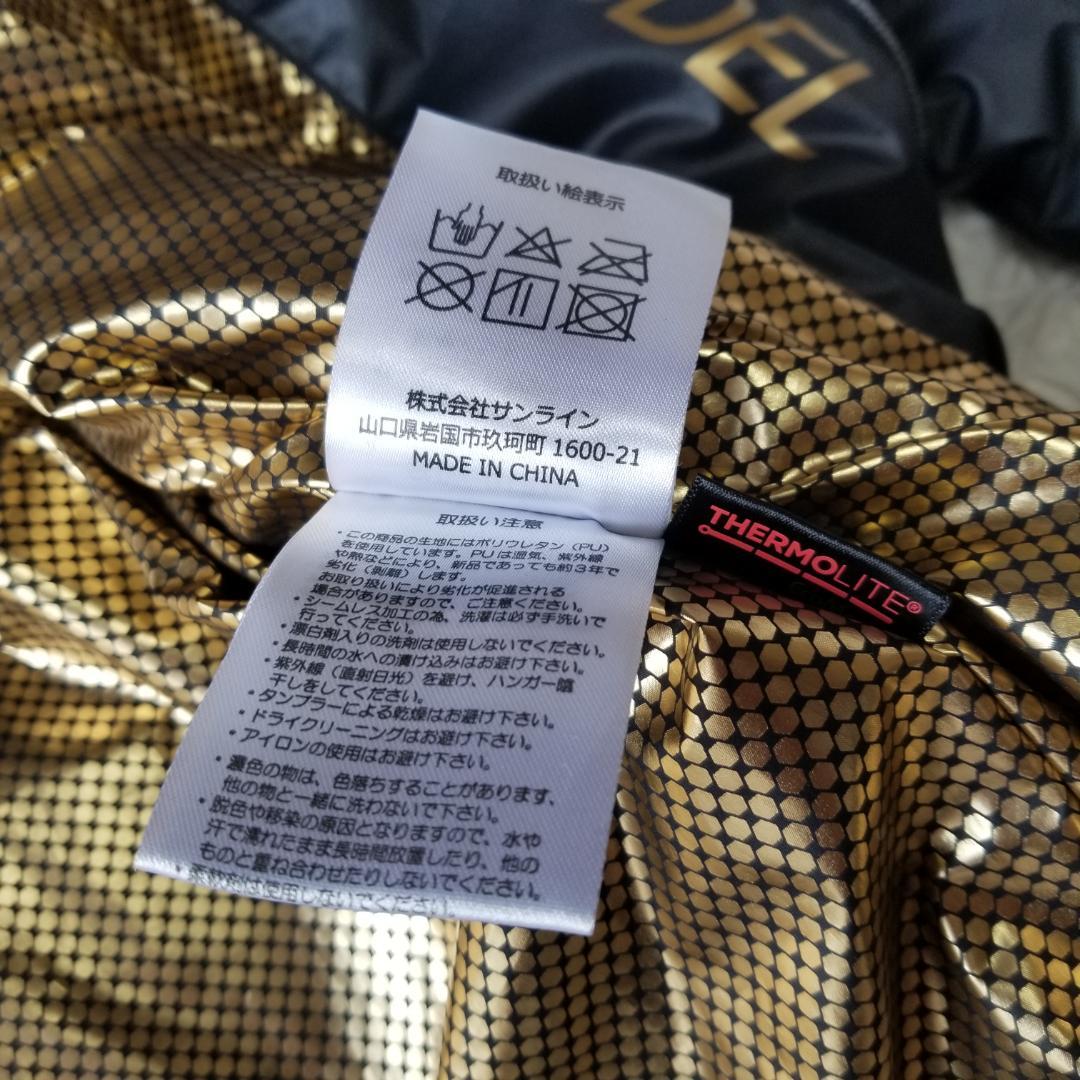 DEL
取扱い絵表示
株式会社サンライン
山口県岩国市玖珂町 1600-21
MADE IN CHINA
THERMOLITE®
取扱い注意
・この商品の生地にはポリウレタン（PU）
を使用しています。PUは湿気、紫外線
や熱などにより、新品であっても約3年で
劣化（剥離）します。
お取り扱いにより劣化が促進される
場合がありますので、ご注意ください。
・シームレス加工の為、洗濯は必ず手洗いで
行ってください。
・漂白剤入りの洗剤は使用しないでください。
・長時間の水への漬け込みはお避け下さい。
・紫外線（直射日光）を避け、ハンガー陰
干しをしてください。
・タンブラーによる乾燥はお避け下さい。
・ドライクリーニングはお避け下さい。
・アイロンの使用はお避け下さい。
・濃色の物は、色落ちすることがあります、
他の物と一緒に洗わないで下さい。
・脱色や移染の原因となりますので、水や
汗で濡れたまま長時間放置したり、他の
ものと重ね合わせたりしないでください。
・柔軟剤は使用しないでください。